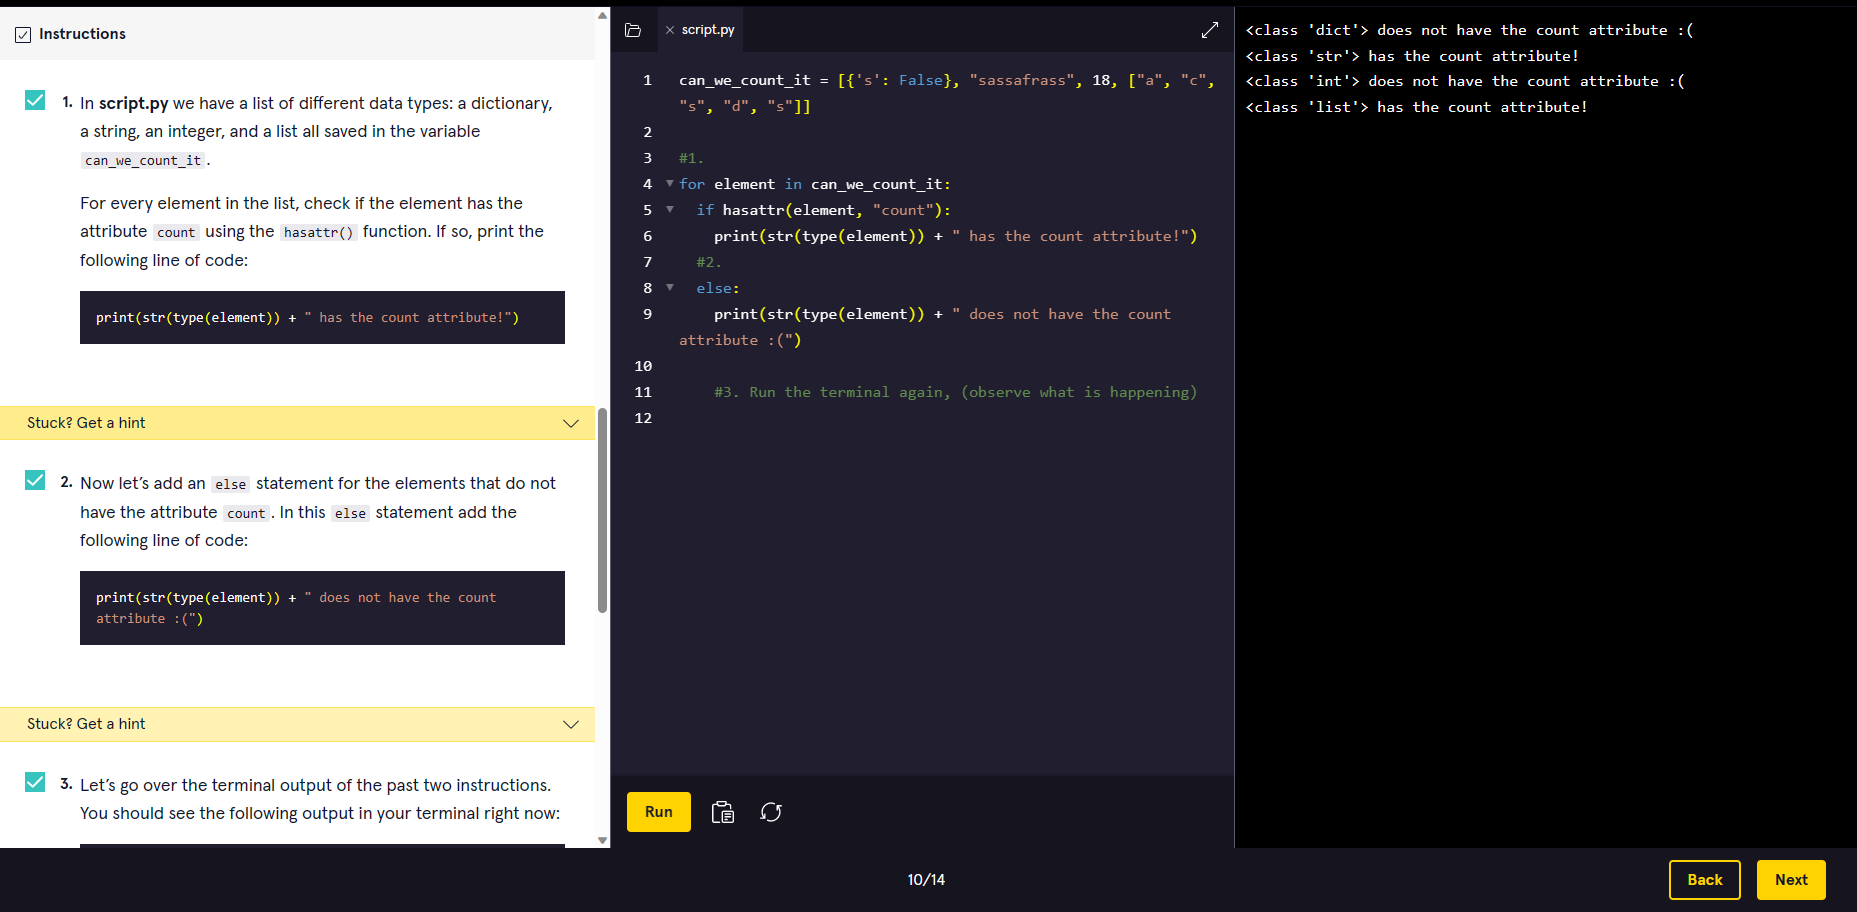 Instructions
1. In script.py we have a list of different data types: a dictionary,
a string, an integer, and a list all saved in the variable
can_we_count_it .
For every element in the list, check if the element has the
attribute count using the hasattr() function. If so, print the
following line of code:
print(str(type(element)) + " has the count attribute!")
Stuck? Get a hint
2. Now let’s add an else statement for the elements that do not
have the attribute count . In this else statement add the
following line of code:
print(str(type(element)) + " does not have the count
attribute :(")
Stuck? Get a hint
3. Let’s go over the terminal output of the past two instructions.
You should see the following output in your terminal right now:
script.py
1 can_we_count_it = [{'s': False}, "sassafrass", 18, ["a", "c",
"s", "d", "s"]]
2
3 #1.
4 for element in can_we_count_it:
5 if hasattr(element, "count"):
6 print(str(type(element)) + " has the count attribute!")
7 #2.
8 else:
9 print(str(type(element)) + " does not have the count
attribute :(")
10
11 #3. Run the terminal again, (observe what is happening)
12
Run
<class 'dict'> does not have the count attribute :(
<class 'str'> has the count attribute!
<class 'int'> does not have the count attribute :(
<class 'list'> has the count attribute!
10/14
Back
Next